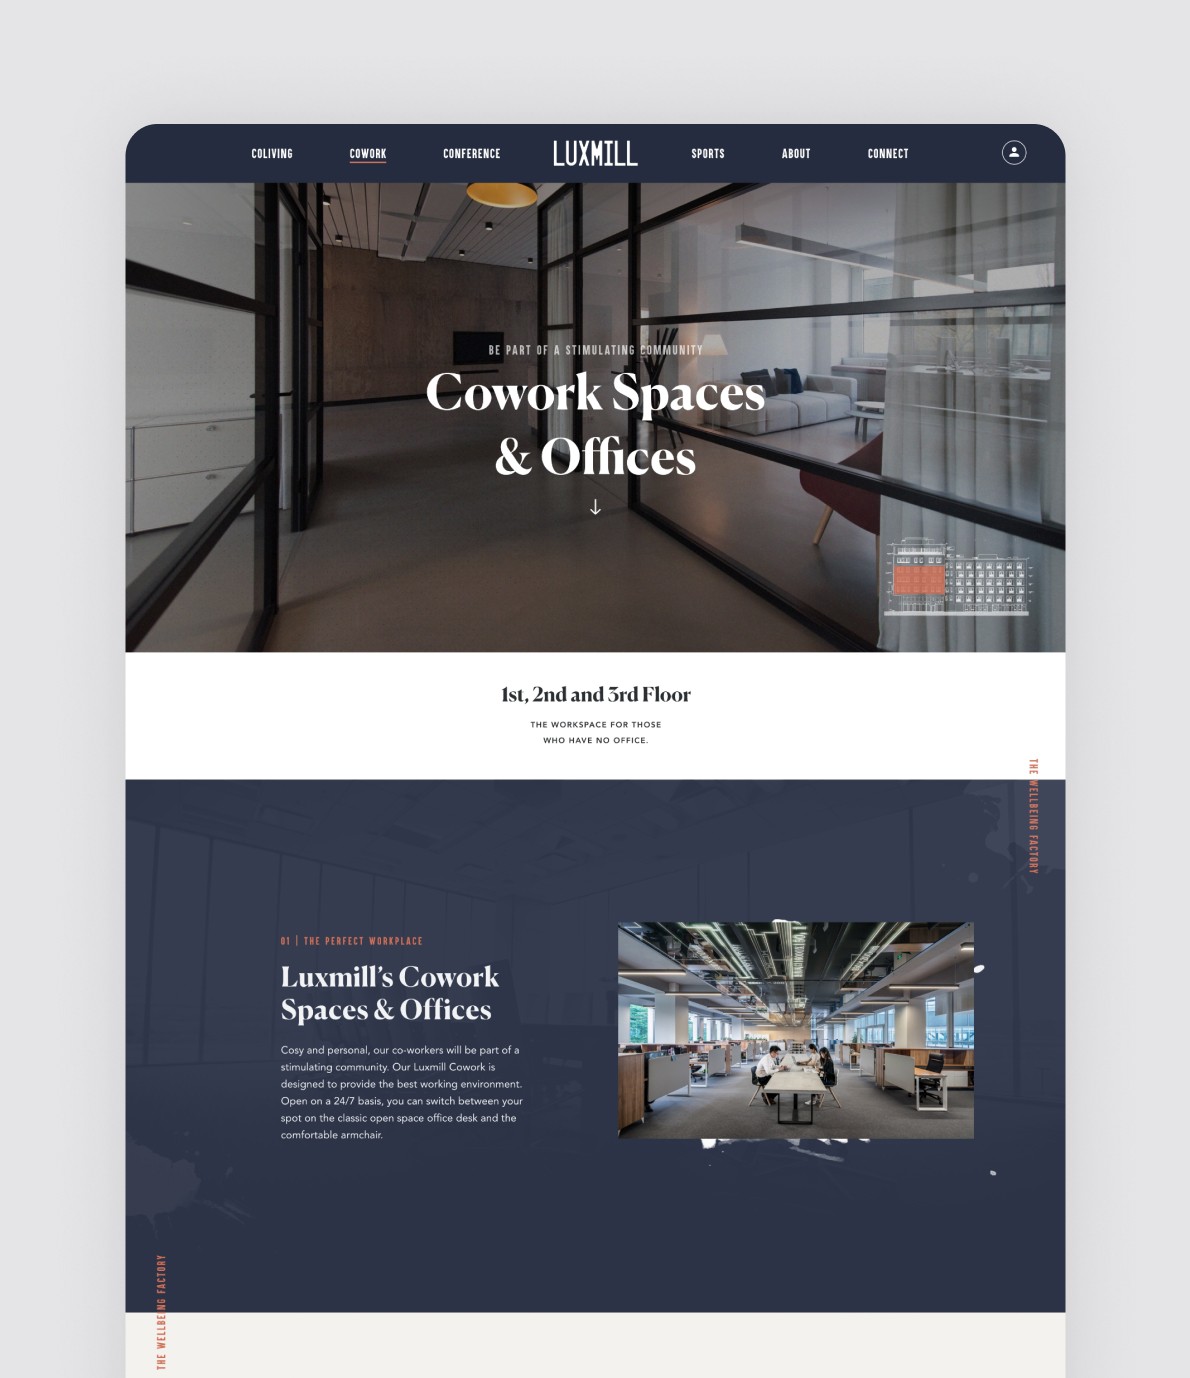 COLIVING
COWORK
CONFERENCE
LUXMILL
SPORTS
ABOUT
CONNECT
BE PART OF A STIMULATING COMMUNITY
Cowork Spaces
& Offices
1st, 2nd and 3rd Floor
THE WORKSPACE FOR THOSE
WHO HAVE NO OFFICE.
THE WELLBEING FACTORY
01 | THE PERFECT WORKPLACE
Luxmill’s Cowork
Spaces & Offices
Cosy and personal, our co-workers will be part of a
stimulating community. Our Luxmill Cowork is
designed to provide the best working environment.
Open on a 24/7 basis, you can switch between your
spot on the classic open space office desk and the
comfortable armchair.
THE WELLBEING FACTORY